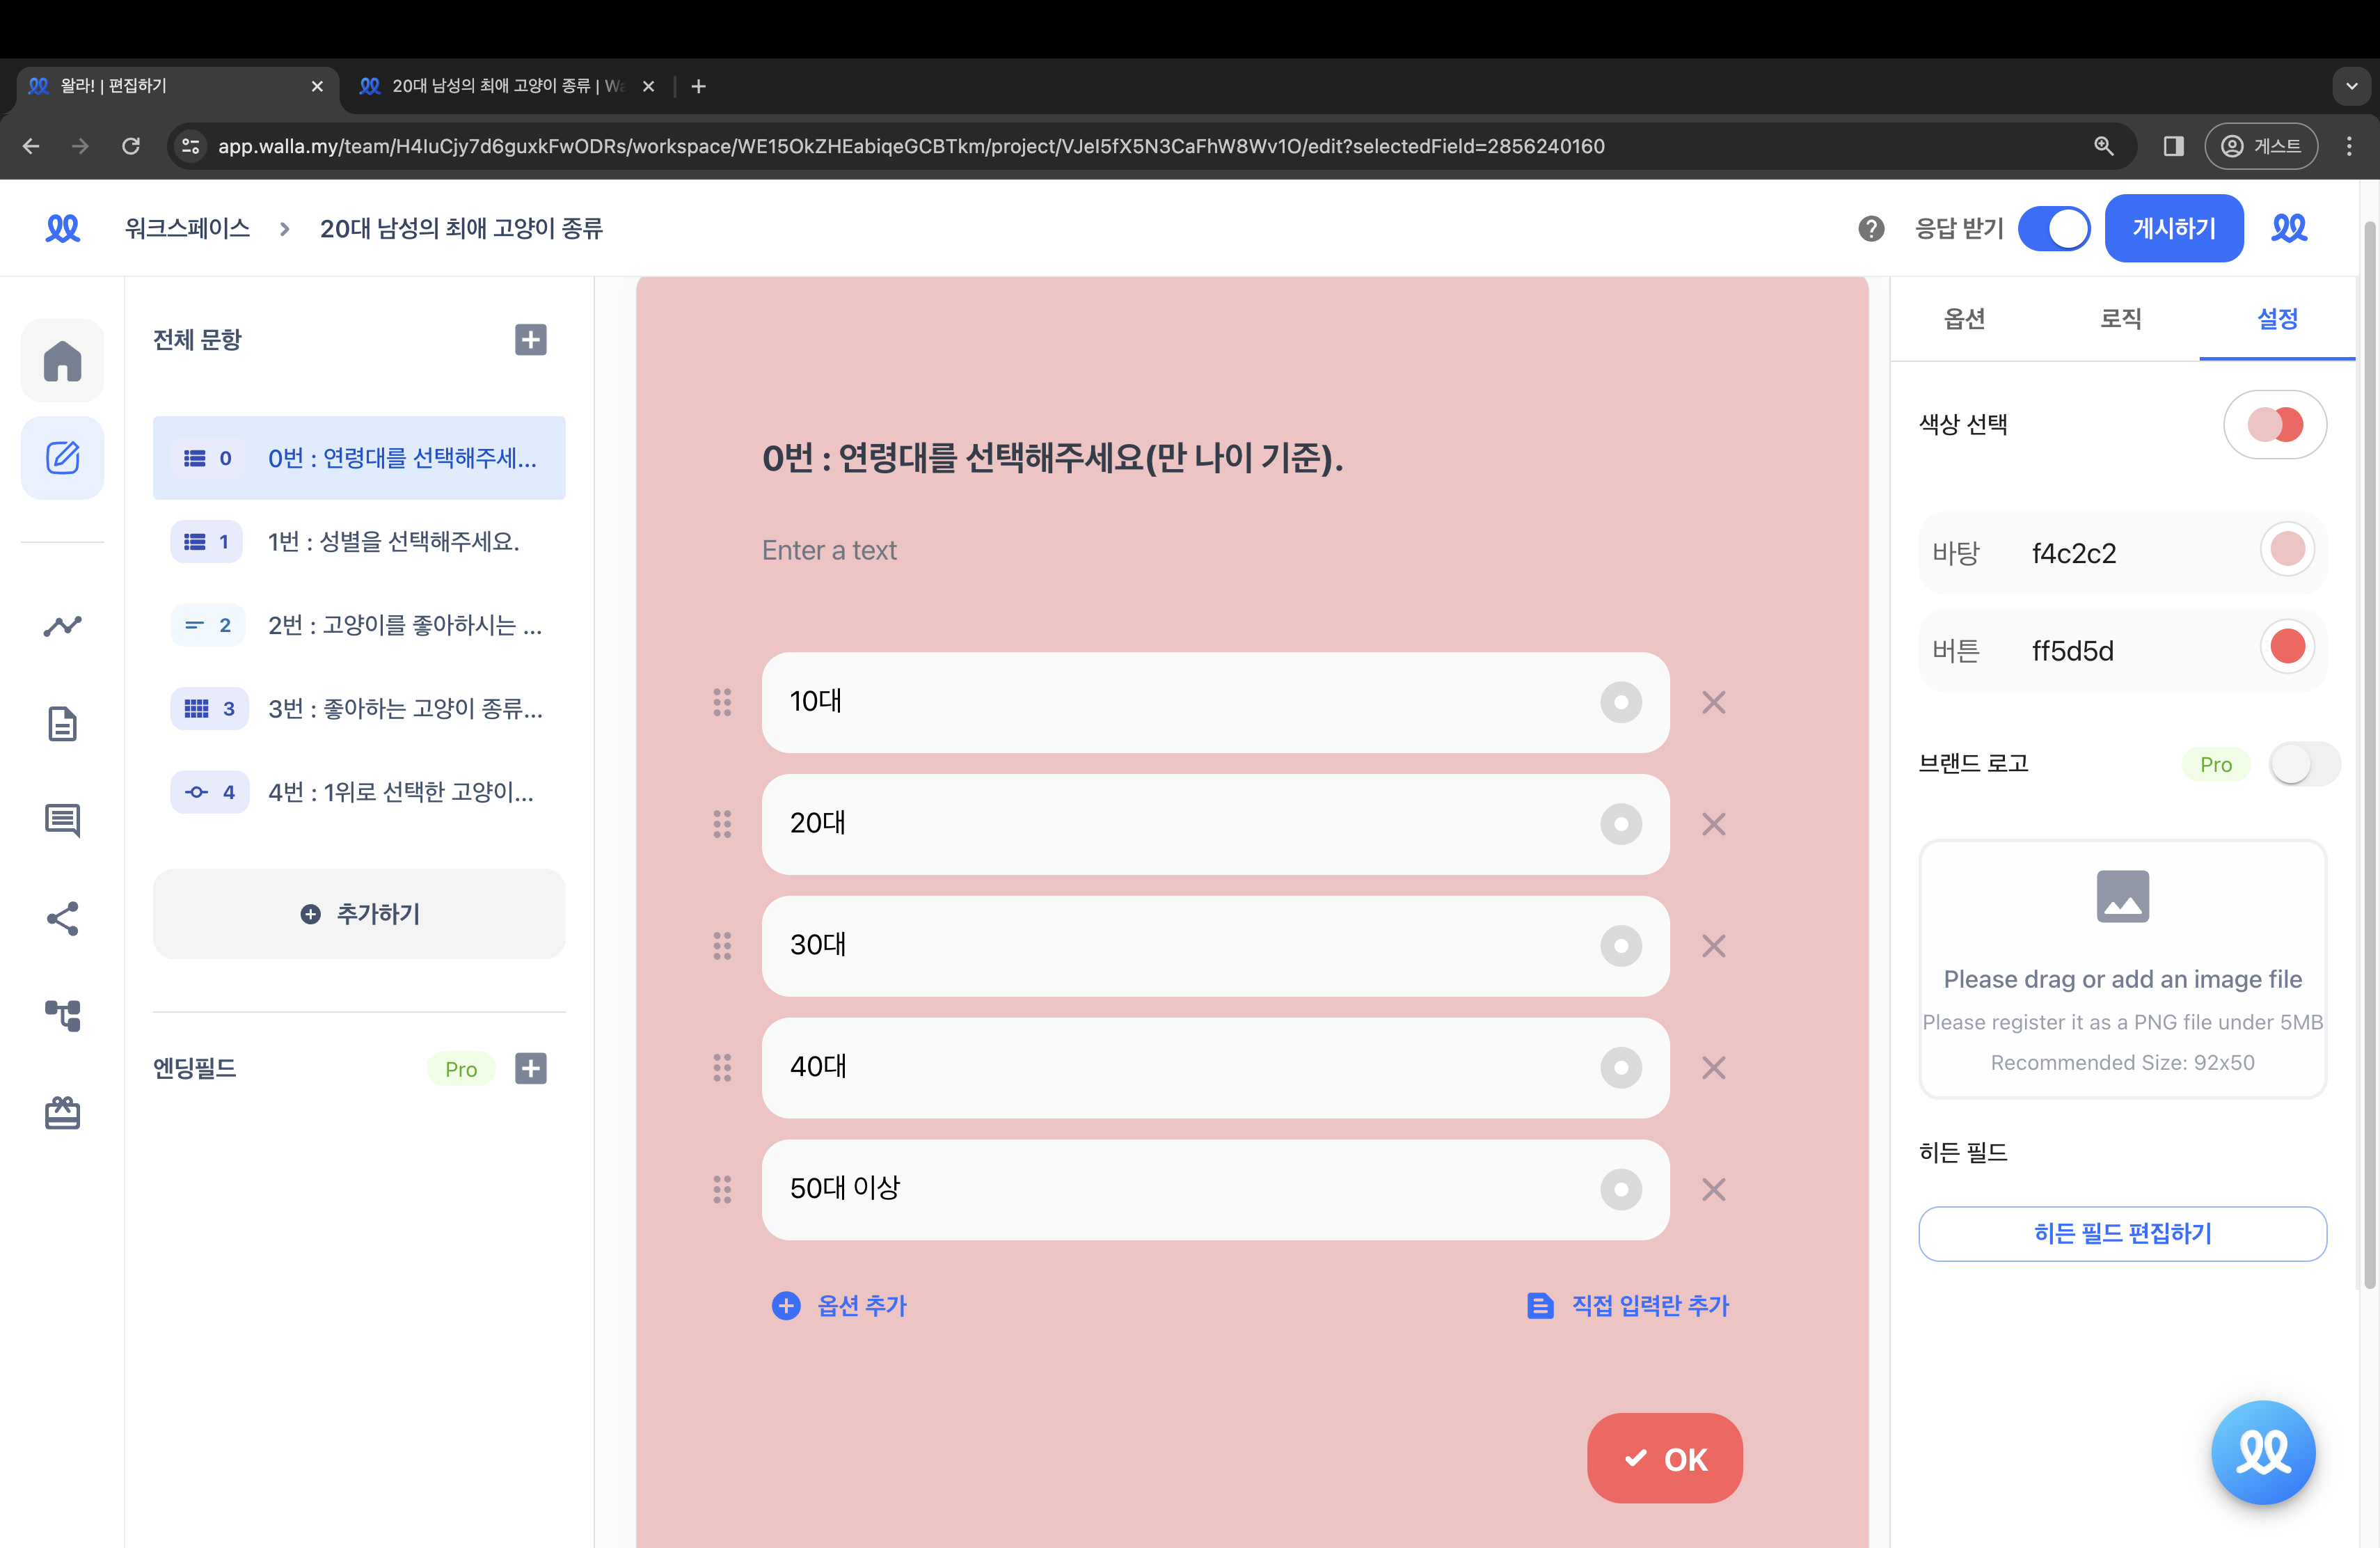 왈라! | 편집하기
20대 남성의 최애 고양이 종류 | Wa
app.walla.my/team/H4IuCjy7d6guxkFwODRs/workspace/WE15OkZHEabiqeGCBTkm/project/VJeI5fX5N3CaFhW8Wv1O/edit?selectedField=2856240160
게스트
워크스페이스
20대 남성의 최애 고양이 종류
응답 받기
게시하기
전체 문항
0 0번 : 연령대를 선택해주세...
1 1번 : 성별을 선택해주세요.
2 2번 : 고양이를 좋아하시는 ...
3 3번 : 좋아하는 고양이 종류...
4 4번 : 1위로 선택한 고양이...
추가하기
엔딩필드 Pro
0번 : 연령대를 선택해주세요(만 나이 기준).
Enter a text
10대
20대
30대
40대
50대 이상
옵션 추가
직접 입력란 추가
OK
옵션
로직
설정
색상 선택
바탕 f4c2c2
버튼 ff5d5d
브랜드 로고 Pro
Please drag or add an image file
Please register it as a PNG file under 5MB
Recommended Size: 92x50
히든 필드
히든 필드 편집하기